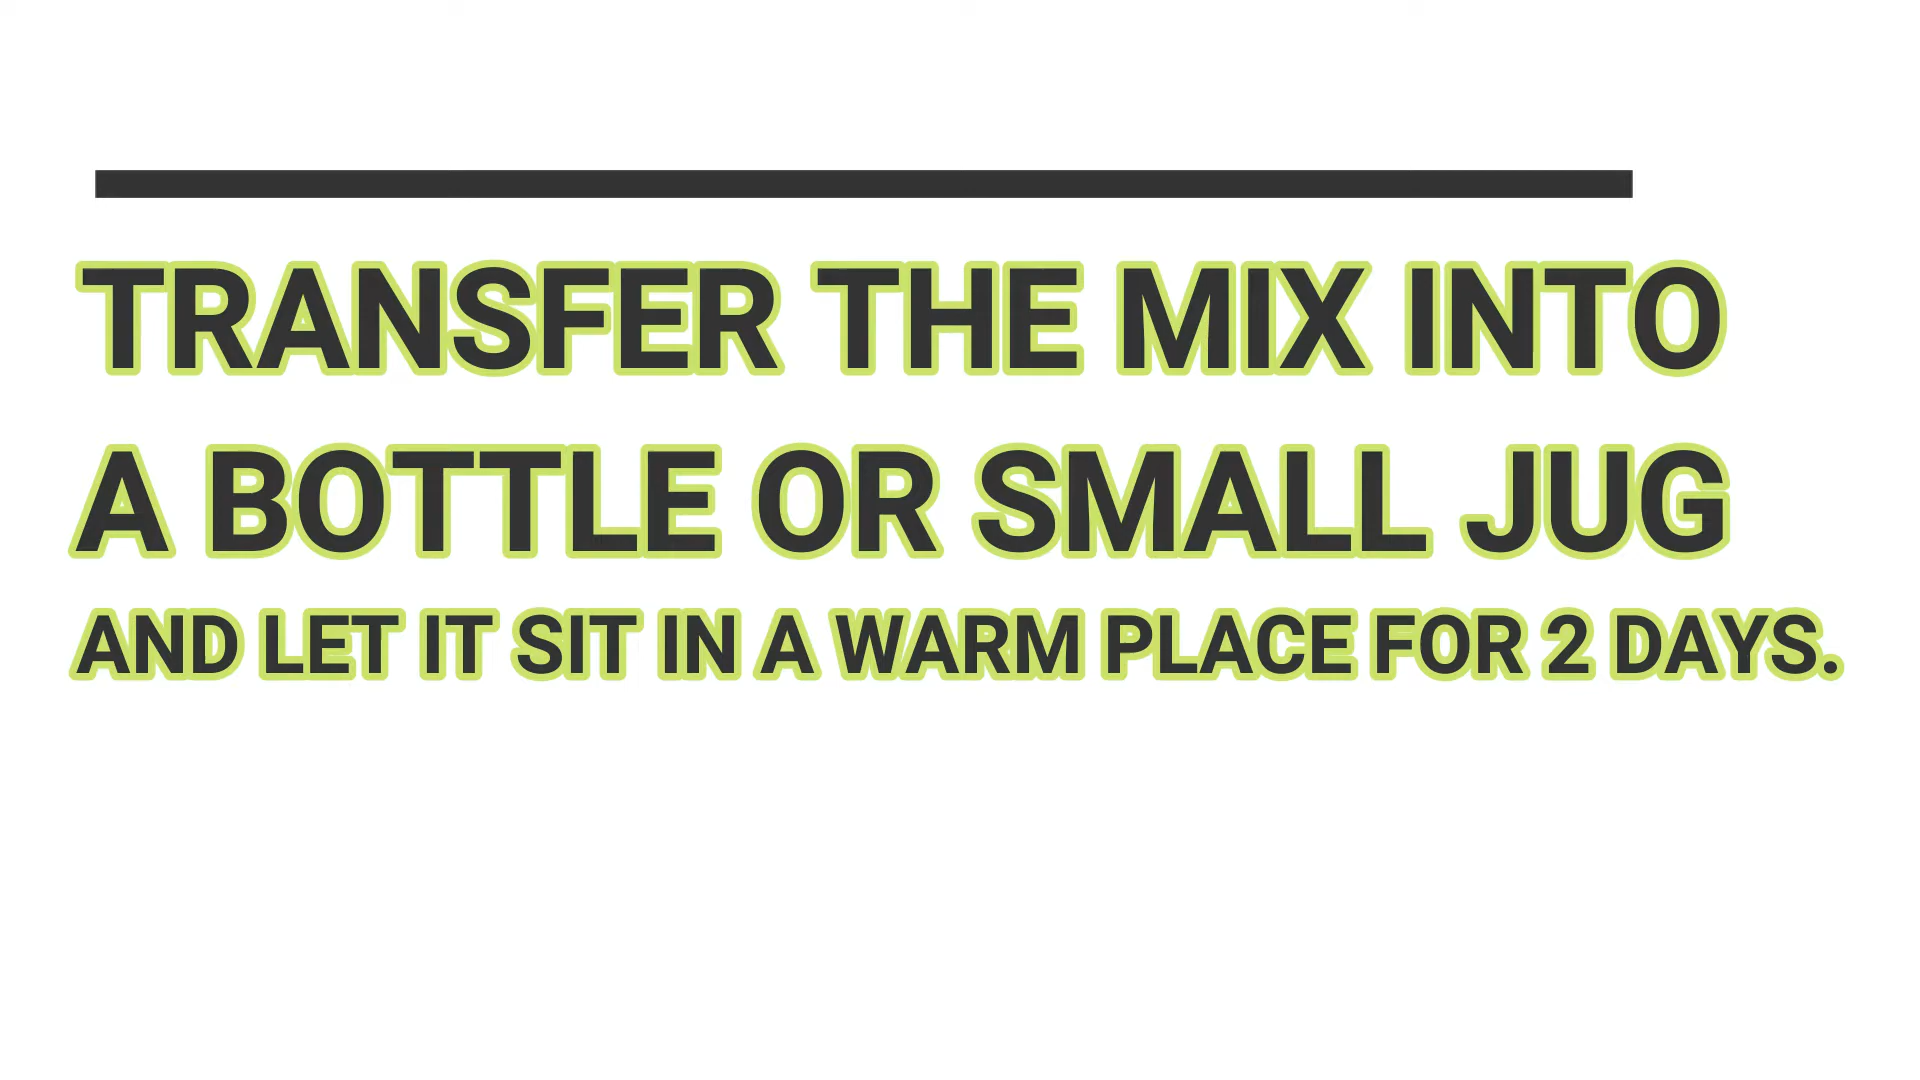 TRANSFER THE MIX INTO
A BOTTLE OR SMALL JUG
AND LET IT SIT IN A WARM PLACE FOR 2 DAYS.